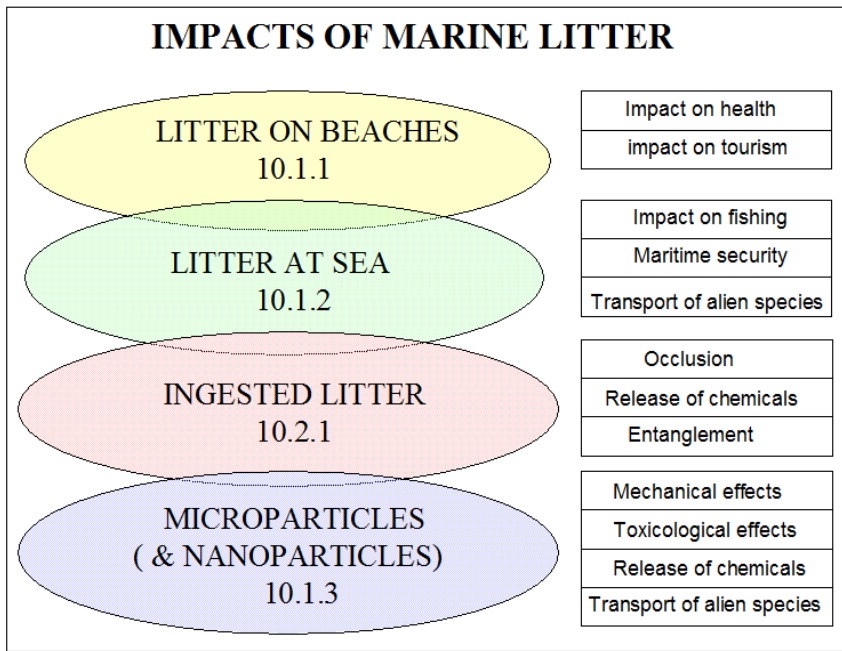 IMPACTS OF MARINE LITTER
LITTER ON BEACHES
10.1.1
Impact on health
impact on tourism
LITTER AT SEA
10.1.2
Impact on fishing
Maritime security
Transport of alien species
INGESTED LITTER
10.2.1
Occlusion
Release of chemicals
Entanglement
MICROPARTICLES
( & NANOPARTICLES)
10.1.3
Mechanical effects
Toxicological effects
Release of chemicals
Transport of alien species